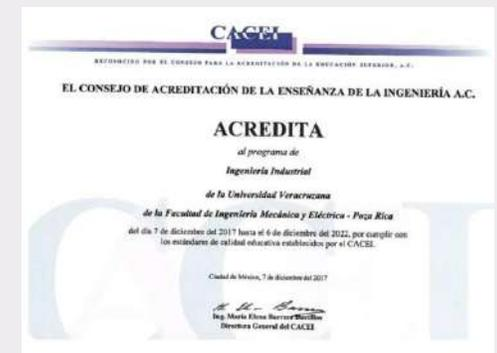 CACEI
RECONOCIDO POR EL CONSEJO PARA LA ACREDITACIÓN DE LA EDUCACIÓN SUPERIOR, A.C.
EL CONSEJO DE ACREDITACIÓN DE LA ENSEÑANZA DE LA INGENIERÍA A.C.
ACREDITA
al programa de
Ingeniería Industrial
de la Universidad Veracruzana
de la Facultad de Ingeniería Mecánica y Eléctrica - Poza Rica
del día 7 de diciembre del 2017 hasta el 6 de diciembre del 2022, por cumplir con
los estándares de calidad educativa establecidos por el CACEI.
Ciudad de México, 7 de diciembre del 2017
Ing. María Elena Barrera
Directora General del CACEI
CACEI